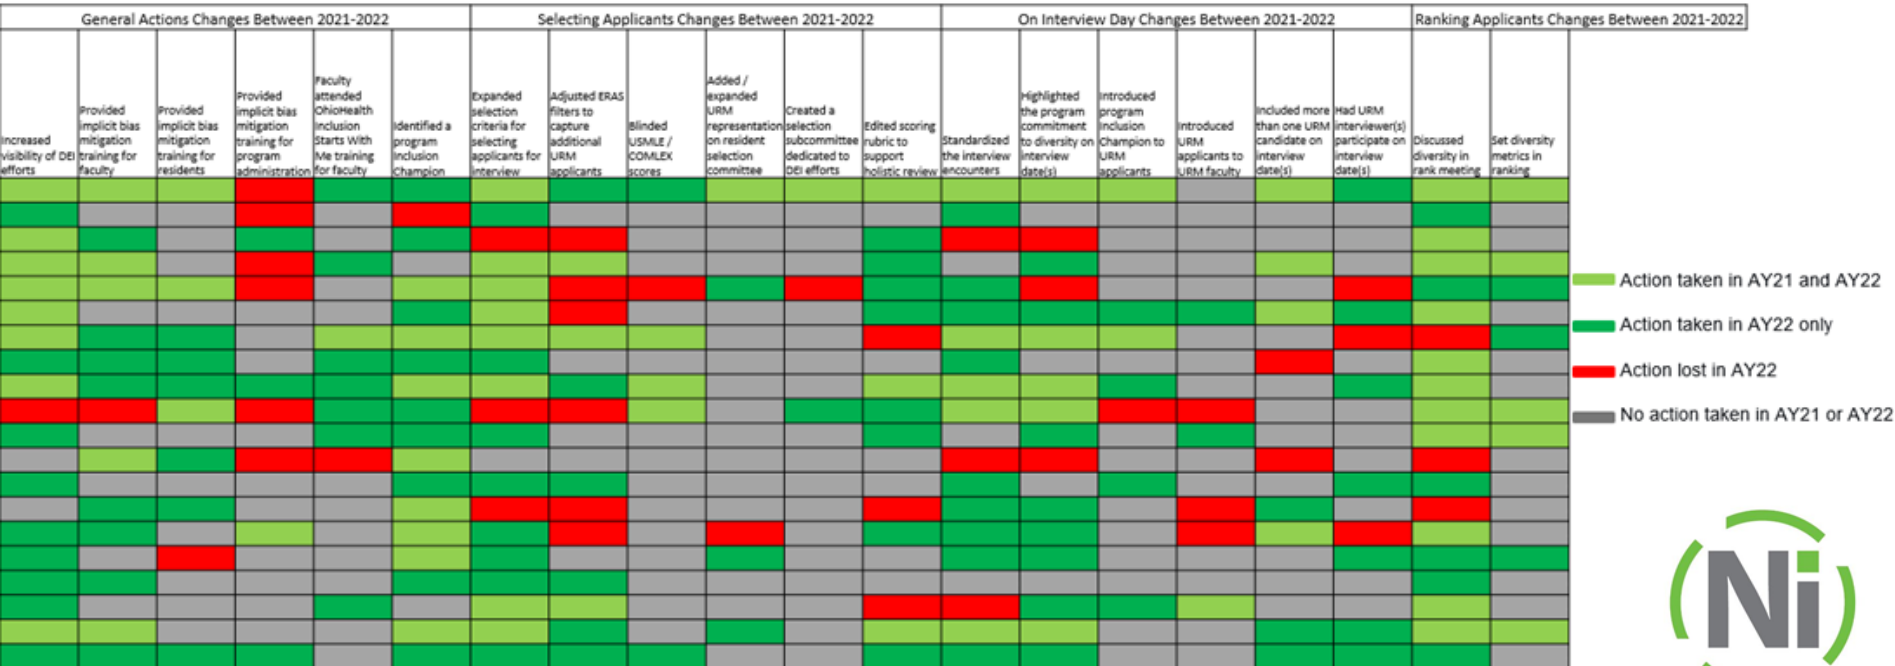 General Actions Changes Between 2021-2022
Selecting Applicants Changes Between 2021-2022
On Interview Day Changes Between 2021-2022
Ranking Applicants Changes Between 2021-2022
Increased
visibility of DEI
efforts
Provided
implicit bias
mitigation
training for
faculty
Provided
implicit bias
mitigation
training for
residents
Provided
implicit bias
mitigation
training for
program
administration
Faculty
attended
OhioHealth
Inclusion
Starts With
Me training
for faculty
Identified a
program
Inclusion
Champion
Expanded
selection
criteria for
selecting
applicants for
interview
Adjusted ERAS
filters to
capture
additional
URM
applicants
Blinded
USMLE /
COMLEX
scores
Added /
expanded
URM
representation
on resident
selection
committee
Created a
selection
subcommittee
dedicated to
DEI efforts
Edited scoring
rubric to
support
holistic review
Standardized
the interview
encounters
Highlighted
the program
commitment
to diversity on
interview
date(s)
Introduced
program
Inclusion
Champion to
URM
applicants
Introduced
URM
applicants to
URM faculty
Included more
than one URM
candidate on
interview
date(s)
Had URM
interviewer(s)
participate on
interview
date(s)
Discussed
diversity in
rank meeting
Set diversity
metrics in
ranking
Action taken in AY21 and AY22
Action taken in AY22 only
Action lost in AY22
No action taken in AY21 or AY22
Ni